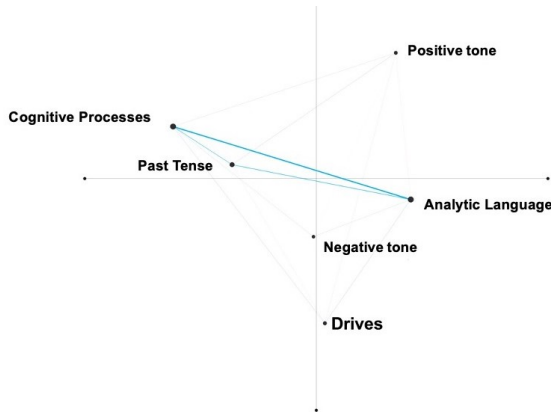 Positive tone
Cognitive Processes
Past Tense
Analytic Language
Negative tone
Drives